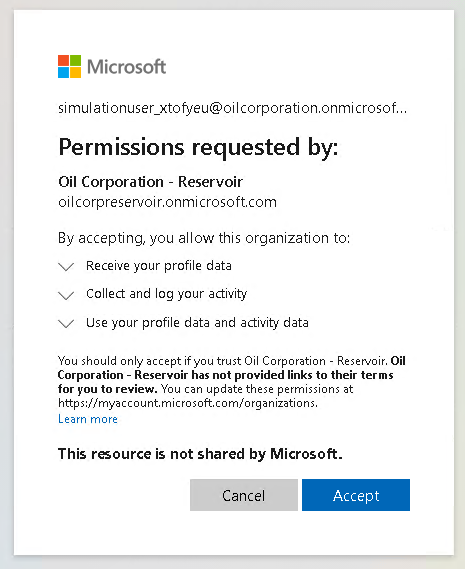 Microsoft
simulationuser_xtofyeu@oilcorporation.onmicrosof...
Permissions requested by:
Oil Corporation - Reservoir
oilcorpreservoir.onmicrosoft.com
By accepting, you allow this organization to:
Receive your profile data
Collect and log your activity
Use your profile data and activity data
You should only accept if you trust Oil Corporation - Reservoir. Oil
Corporation - Reservoir has not provided links to their terms
for you to review. You can update these permissions at
https://myaccount.microsoft.com/organizations.
Learn more
This resource is not shared by Microsoft.
Cancel
Accept